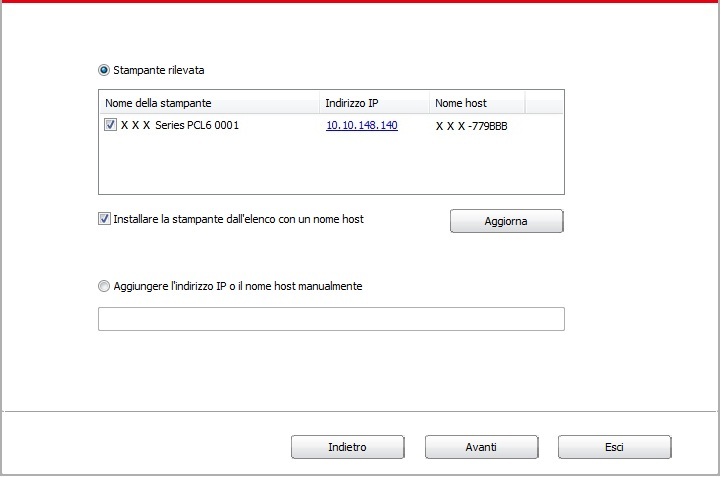 Stampante rilevata
Nome della stampante Indirizzo IP Nome host
X X X Series PCL6 0001 10.10.148.140 X X X -779BBB
Installare la stampante dall'elenco con un nome host
Aggiorna
Aggiungere l'indirizzo IP o il nome host manualmente
Indietro Avanti Esci